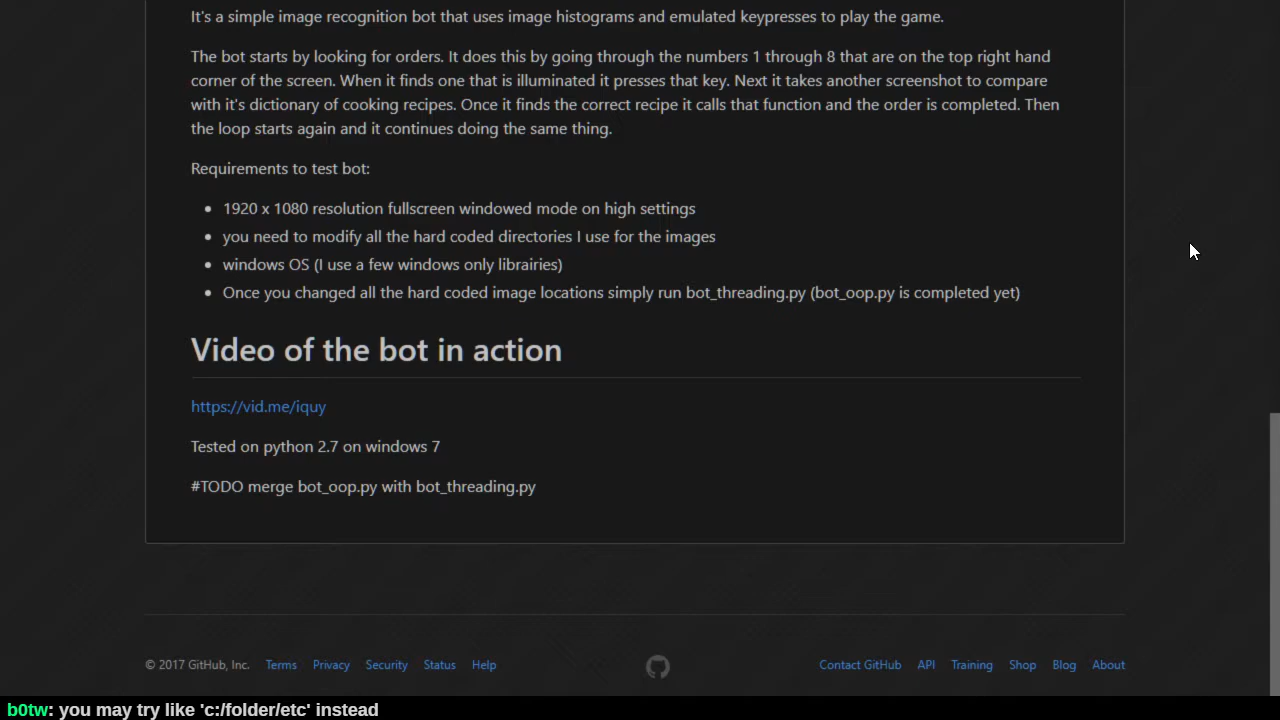 It's a simple image recognition bot that uses image histograms and emulated keypresses to play the game.
The bot starts by looking for orders. It does this by going through the numbers 1 through 8 that are on the top right hand
corner of the screen. When it finds one that is illuminated it presses that key. Next it takes another screenshot to compare
with it's dictionary of cooking recipes. Once it finds the correct recipe it calls that function and the order is completed. Then
the loop starts again and it continues doing the same thing.
Requirements to test bot:
1920 x 1080 resolution fullscreen windowed mode on high settings
you need to modify all the hard coded directories I use for the images
windows OS (I use a few windows only librairies)
Once you changed all the hard coded image locations simply run bot_threading.py (bot_oop.py is completed yet)
Video of the bot in action
https://vid.me/iquy
Tested on python 2.7 on windows 7
#TODO merge bot_oop.py with bot_threading.py
© 2017 GitHub, Inc. Terms Privacy Security Status Help Contact GitHub API Training Shop Blog About
b0tw: you may try like 'c:/folder/etc' instead